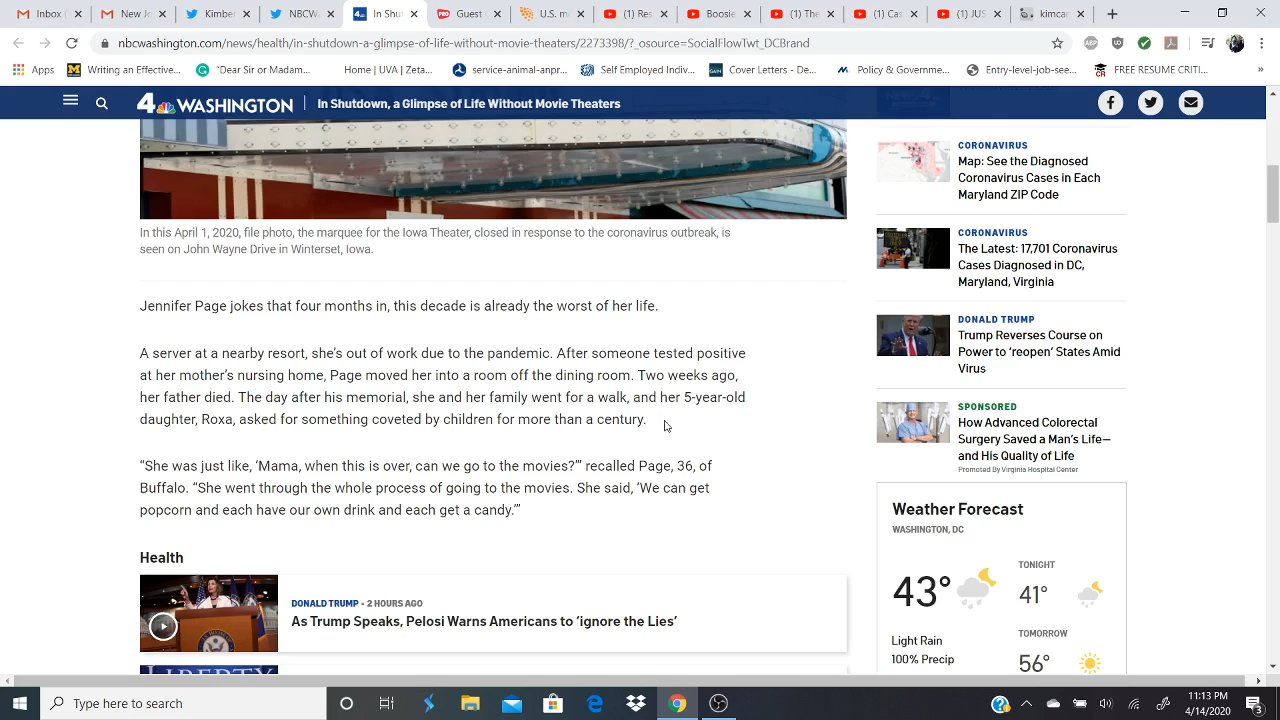 Inbox
Inbox
Twitter
NBCW
In Shut
Guest
U.S. m
(1) Res
Boosie
The N
(1) Cas
(1) JUS
marca
nbcwashington.com/news/health/in-shutdown-a-glimpse-of-life-without-movie-theaters/2273398/?_osource=SocialFlowTwt_DCBrand
Apps
Writing an Effective...
"Dear Sir or Madam...
Home | UVA | Zeta...
service-animal-anpr...
Self Employed Indiv...
Cover Letters - De...
Policy & Governme...
Entry-level-job-see...
FREE RESUME CRITI...
»
4 WASHINGTON
In Shutdown, a Glimpse of Life Without Movie Theaters
In this April 1, 2020, file photo, the marquee for the Iowa Theater, closed in response to the coronavirus outbreak, is
seen on John Wayne Drive in Winterset, Iowa.
Jennifer Page jokes that four months in, this decade is already the worst of her life.
A server at a nearby resort, she's out of work due to the pandemic. After someone tested positive
at her mother's nursing home, Page moved her into a room off the dining room. Two weeks ago,
her father died. The day after his memorial, she and her family went for a walk, and her 5-year-old
daughter, Roxa, asked for something coveted by children for more than a century.
“She was just like, ‘Mama, when this is over, can we go to the movies?’” recalled Page, 36, of
Buffalo. “She went through the whole process of going to the movies. She said, ‘We can get
popcorn and each have our own drink and each get a candy.’”
Health
DONALD TRUMP • 2 HOURS AGO
As Trump Speaks, Pelosi Warns Americans to ‘ignore the Lies’
LIBERTY
CORONAVIRUS
Map: See the Diagnosed
Coronavirus Cases in Each
Maryland ZIP Code
CORONAVIRUS
The Latest: 17,701 Coronavirus
Cases Diagnosed in DC,
Maryland, Virginia
DONALD TRUMP
Trump Reverses Course on
Power to ‘reopen’ States Amid
Virus
SPONSORED
How Advanced Colorectal
Surgery Saved a Man's Life—
and His Quality of Life
Promoted By Virginia Hospital Center
Weather Forecast
WASHINGTON, DC
43°
Light Rain
100% Precip
TONIGHT
41°
TOMORROW
56°
Type here to search
11:13 PM
4/14/2020
3